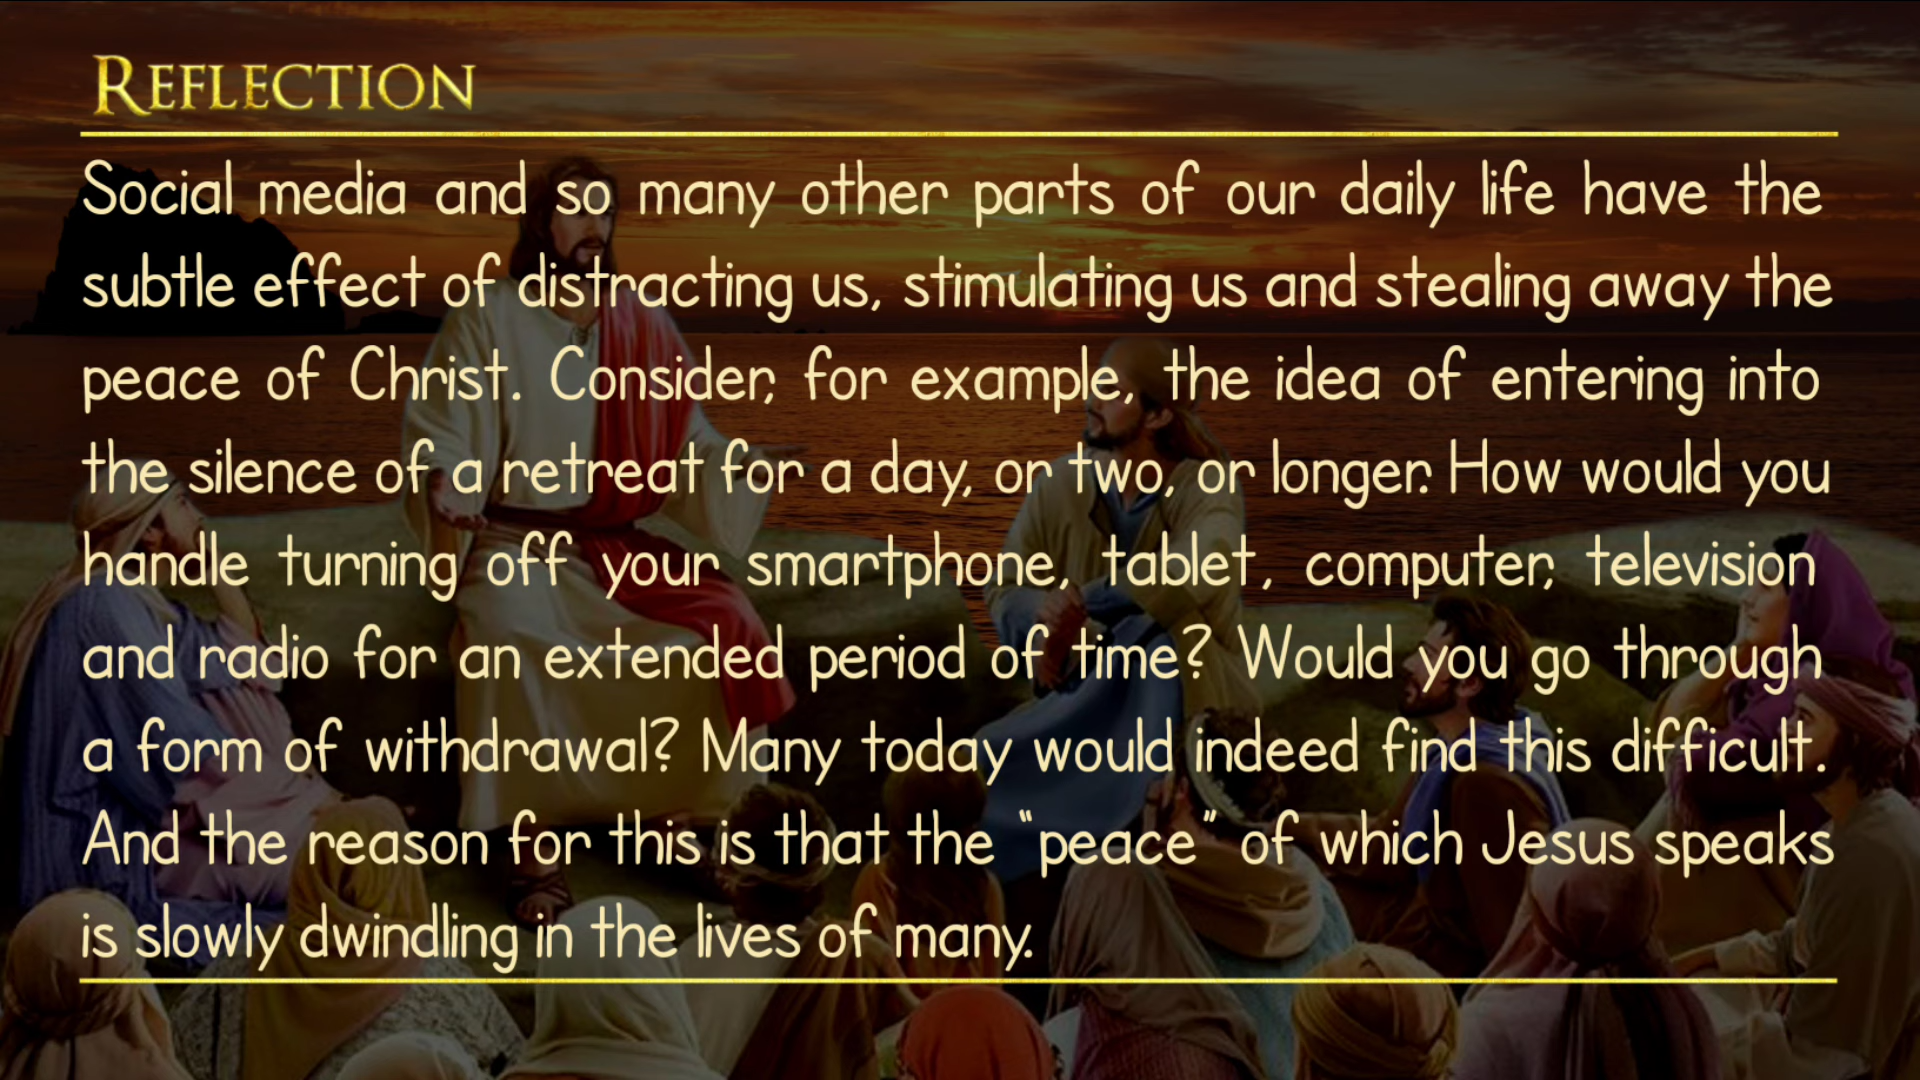 REFLECTION
Social media and so many other parts of our daily life have the
subtle effect of distracting us, stimulating us and stealing away the
peace of Christ. Consider, for example, the idea of entering into
the silence of a retreat for a day, or two, or longer. How would you
handle turning off your smartphone, tablet, computer, television
and radio for an extended period of time? Would you go through
a form of withdrawal? Many today would indeed find this difficult.
And the reason for this is that the “peace” of which Jesus speaks
is slowly dwindling in the lives of many.